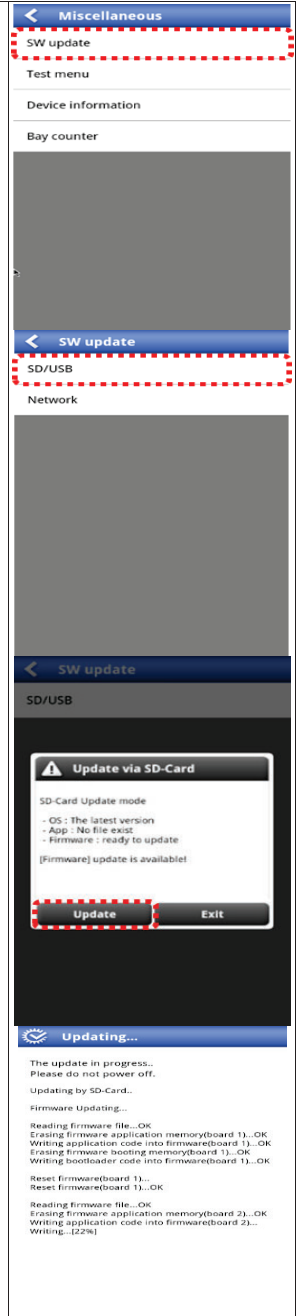 Miscellaneous
SW update
Test menu
Device information
Bay counter
SW update
SD/USB
Network
SW update
SD/USB
Update via SD-Card
SD-Card Update mode
- OS : The latest version
- App : No file exist
- Firmware : ready to update
[Firmware] update is available!
Update Exit
Updating...
The update in progress..
Please do not power off.
Updating by SD-Card..
Firmware Updating...
Reading firmware file...OK
Erasing firmware application memory(board 1)...OK
Writing application code into firmware(board 1)...OK
Erasing firmware booting memory(board 1)...OK
Writing bootloader code into firmware(board 1)...OK
Reset firmware(board 1)...
Reset firmware(board 1)...OK
Reading firmware file...OK
Erasing firmware application memory(board 2)...OK
Writing application code into firmware(board 2)...
Writing...[22%]